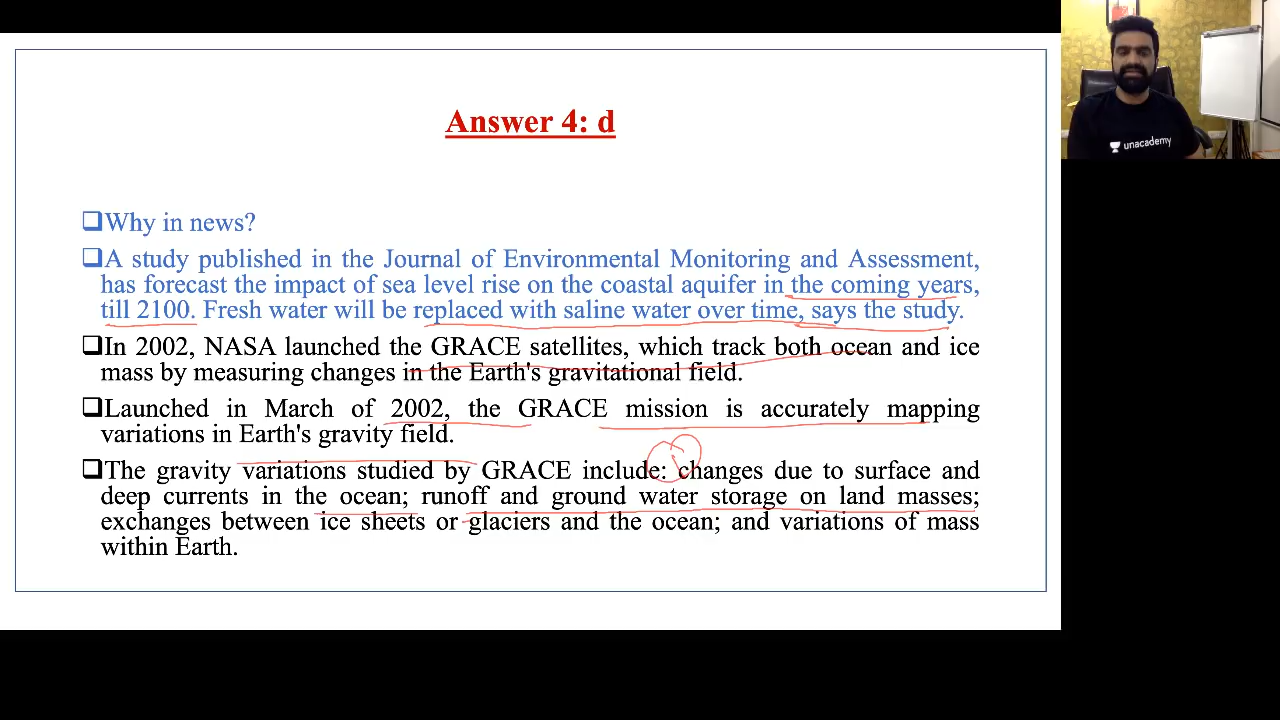 Answer 4: d
Why in news?
A study published in the Journal of Environmental Monitoring and Assessment,
has forecast the impact of sea level rise on the coastal aquifer in the coming years,
till 2100. Fresh water will be replaced with saline water over time, says the study.
In 2002, NASA launched the GRACE satellites, which track both ocean and ice
mass by measuring changes in the Earth's gravitational field.
Launched in March of 2002, the GRACE mission is accurately mapping
variations in Earth's gravity field.
The gravity variations studied by GRACE include: changes due to surface and
deep currents in the ocean; runoff and ground water storage on land masses;
exchanges between ice sheets or glaciers and the ocean; and variations of mass
within Earth.
unacademy